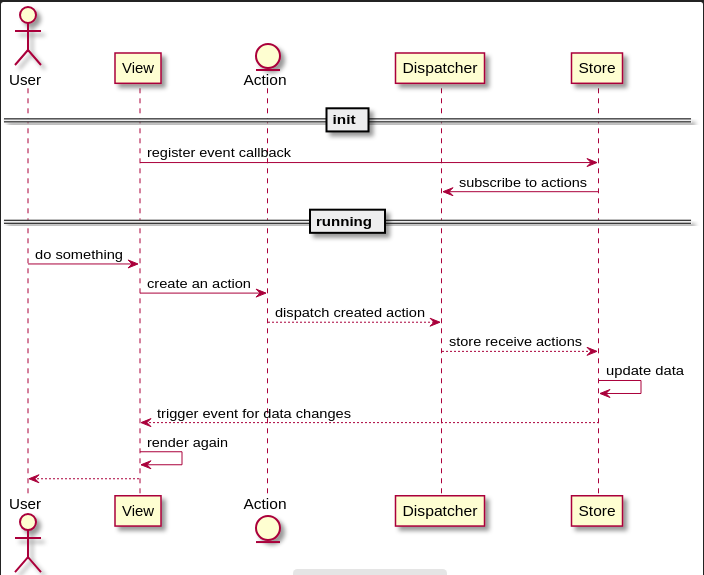 User
View
Action
Dispatcher
Store
init
register event callback
subscribe to actions
running
do something
create an action
dispatch created action
store receive actions
update data
trigger event for data changes
render again
User
View
Action
Dispatcher
Store